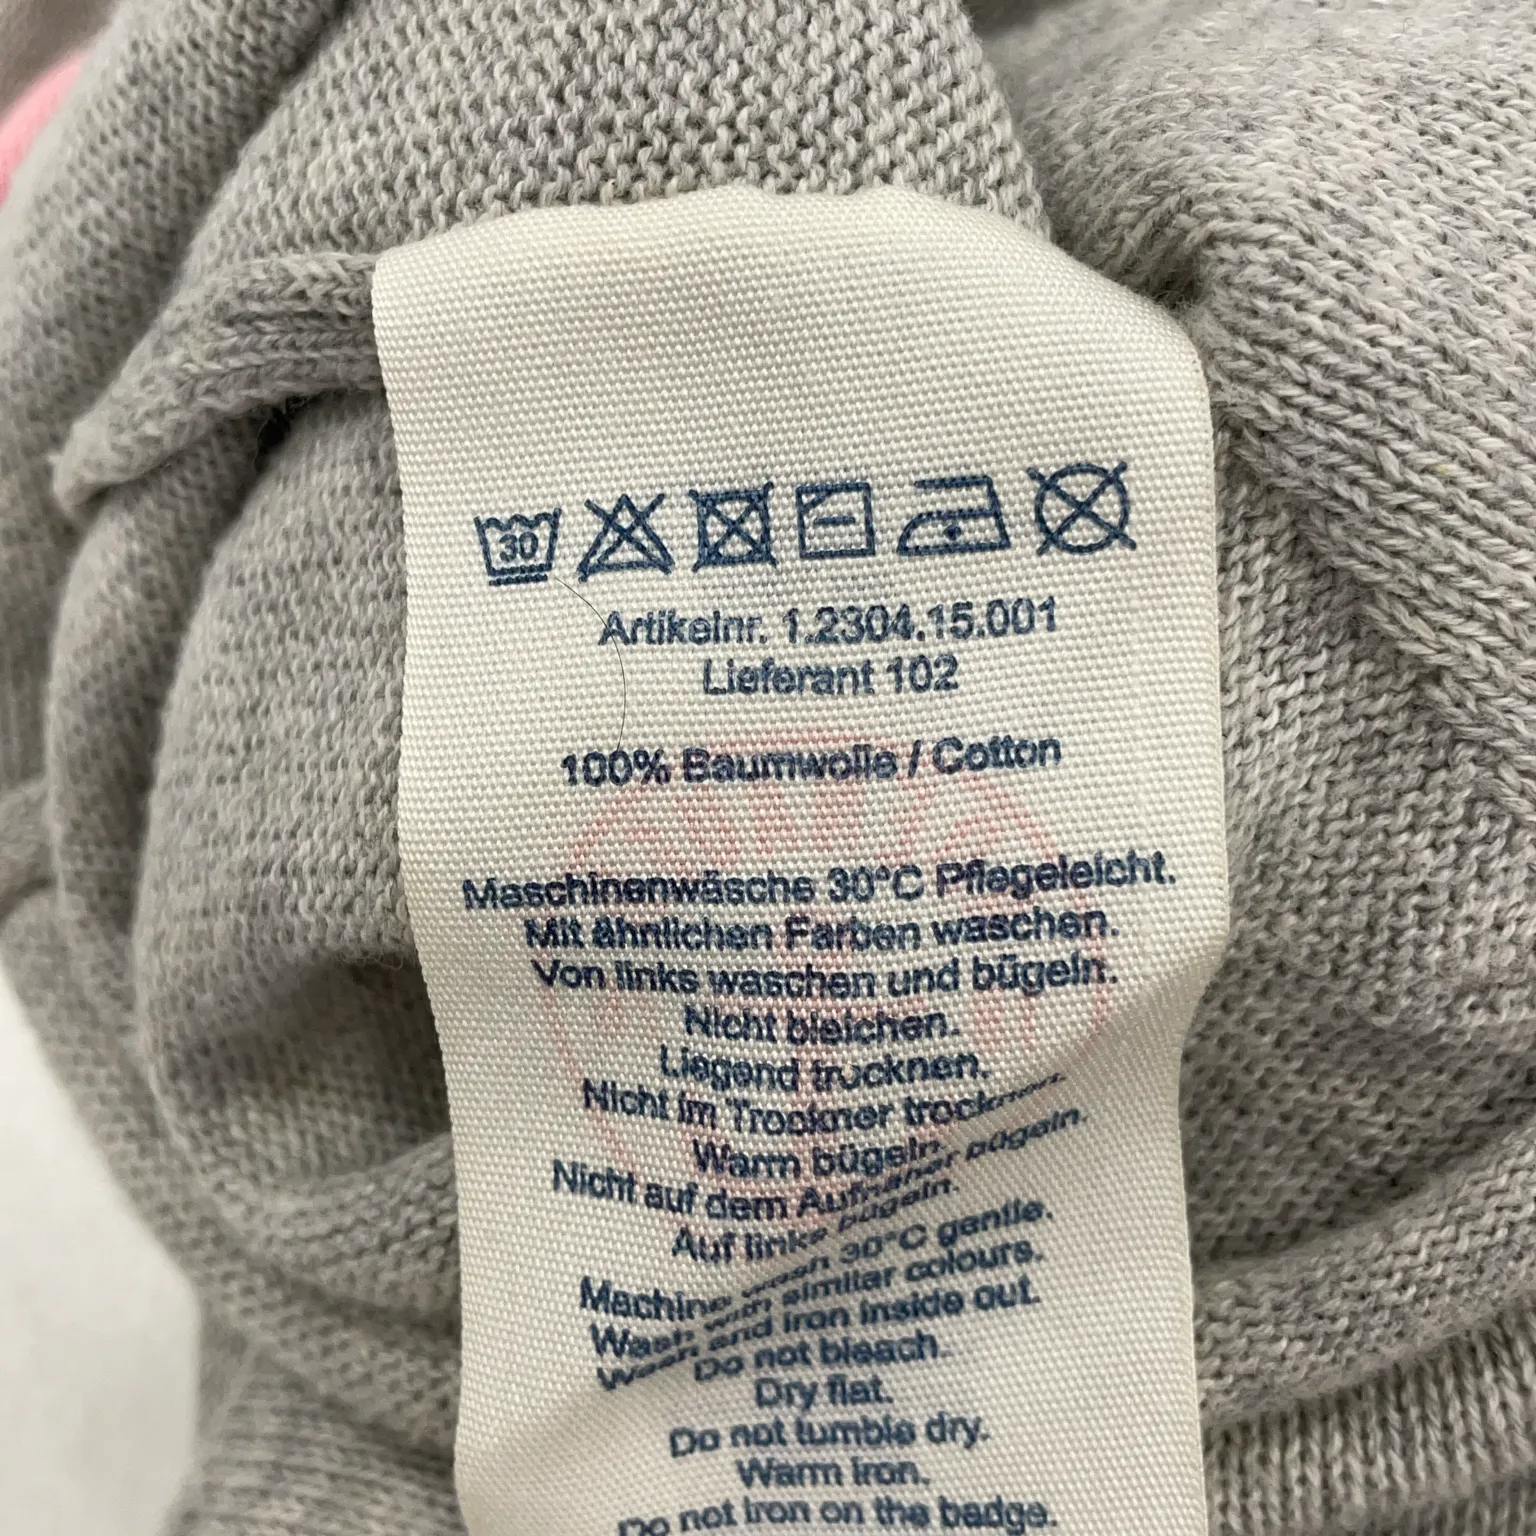 30
Artikelnr. 1.2304.15.001
Lieferant 102
100% Baumwolle / Cotton
Maschinenwäsche 30°C Pflegeleicht.
Mit ähnlichen Farben waschen.
Von links waschen und bügeln.
Nicht bleichen.
Liegend trocknen.
Nicht im Trockner trocknen.
Warm bügeln.
Nicht auf dem Aufnäher bügeln.
Auf links bügeln.
Machine wash 30°C gentle.
Wash with similar colours.
Wash and iron inside out.
Do not bleach.
Dry flat.
Do not tumble dry.
Warm iron.
Do not iron on the badge.